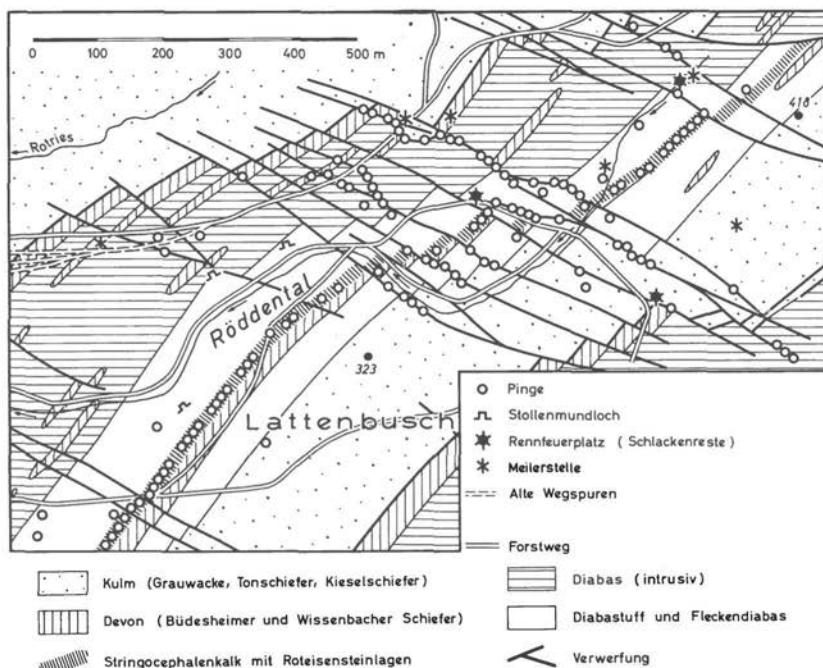 0 100 200 300 400 500 m
Rotries
418
Röddental
323
Lattenbusch
Pinge
Stollenmundloch
Rennfeuerplatz (Schlackenreste)
Meilerstelle
Alte Wegspuren
Forstweg
Kulm (Grauwacke, Tonschiefer, Kieselschiefer)
Diabas (intrusiv)
Devon (Büdesheimer und Wissenbacher Schiefer)
Diabastuff und Fleckendiabas
Stringocephalenkalk mit Roteisensteinlagen
Verwerfung